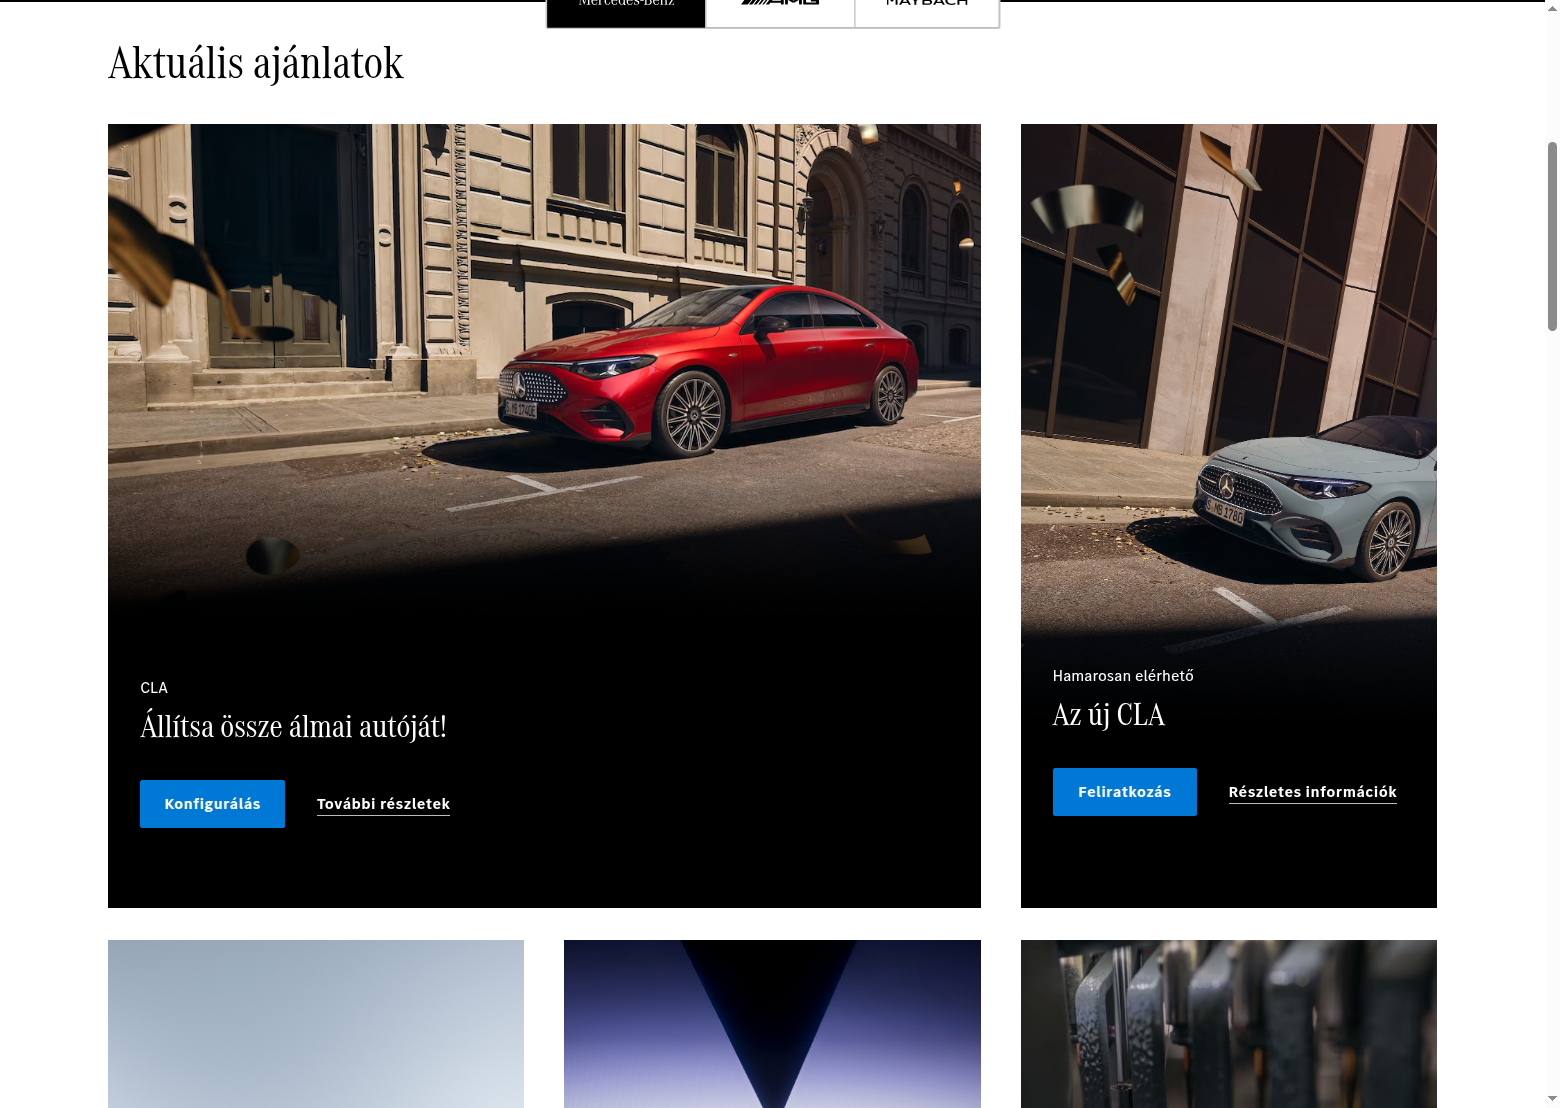 Mercedes-Benz
AMG
MAYBACH
Aktuális ajánlatok
CLA
Állítsa össze álmai autóját!
Konfigurálás
További részletek
Hamarosan elérhető
Az új CLA
Feliratkozás
Részletes információk